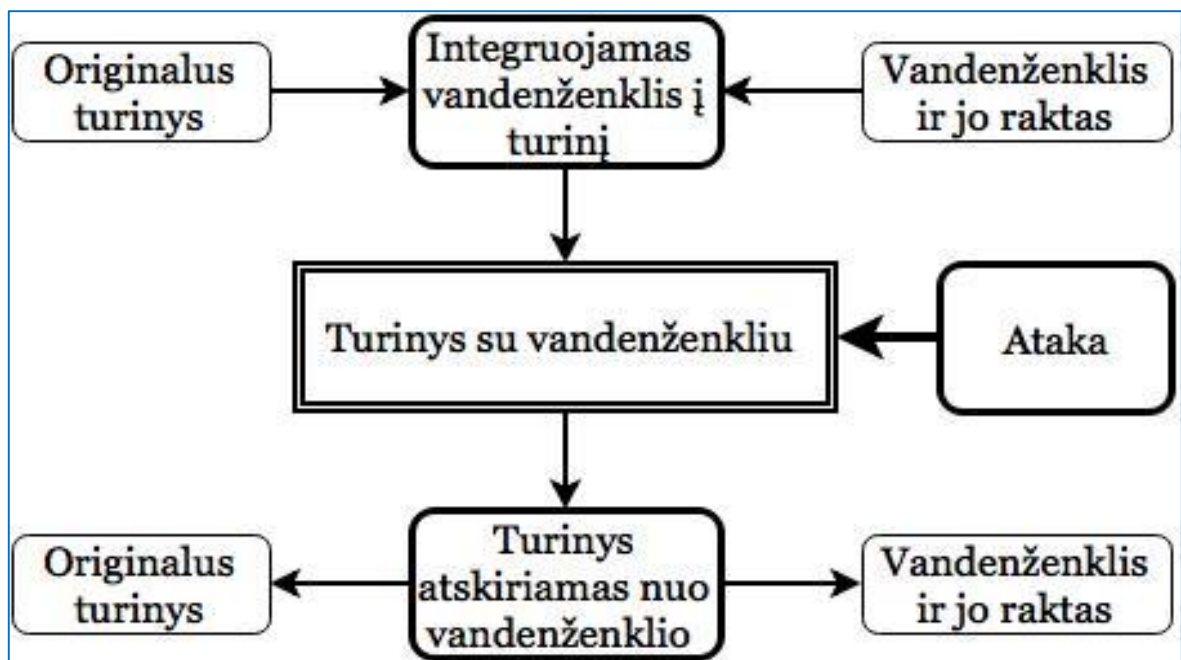 Originalus
turinys
Integruojamas
vandenženklis į
turinį
Vandenženklis
ir jo raktas
Turinys su vandenženkliu
Ataka
Originalus
turinys
Turinys
atskiriamas nuo
vandenženklio
Vandenženklis
ir jo raktas